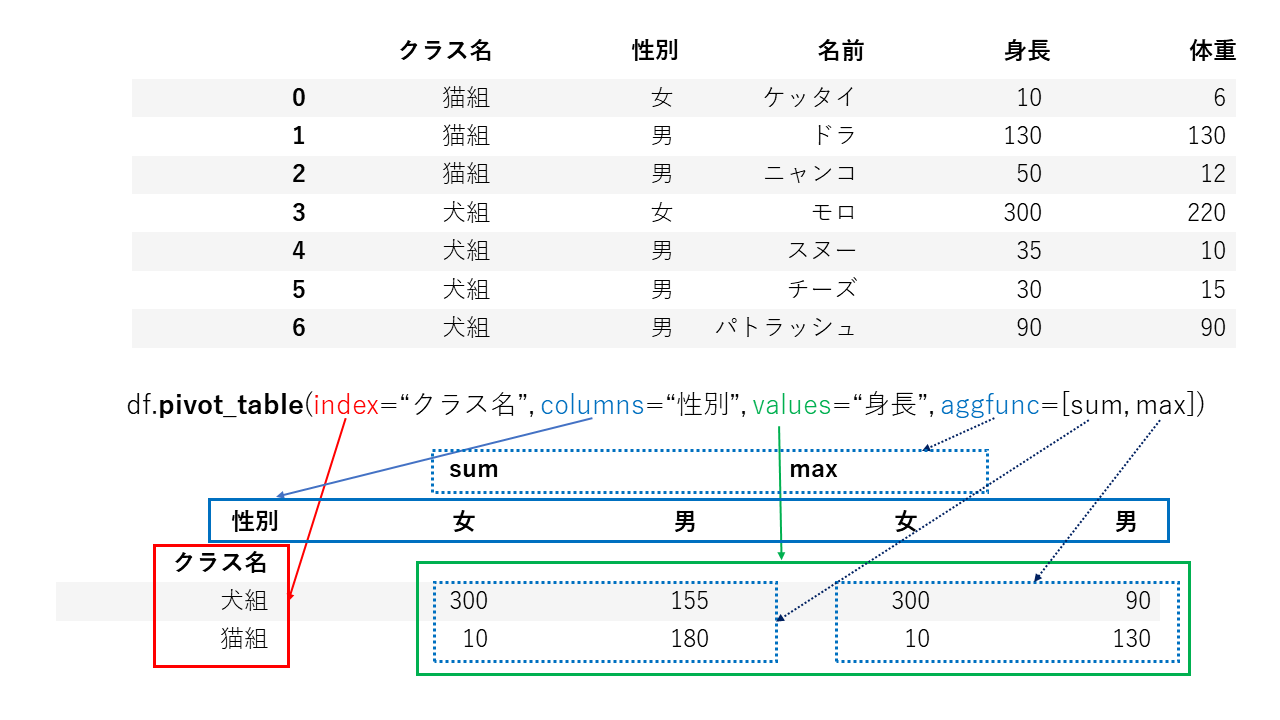 クラス名 性別 名前 身長 体重
0 猫組 女 ケッタイ 10 6
1 猫組 男 ドラ 130 130
2 猫組 男 ニャンコ 50 12
3 犬組 女 モロ 300 220
4 犬組 男 スヌー 35 10
5 犬組 男 チーズ 30 15
6 犬組 男 パトラッシュ 90 90
df.pivot_table(index=“クラス名”, columns=“性別”, values=“身長”, aggfunc=[sum, max])
sum max
性別 女 男 女 男
クラス名
犬組 300 155 300 90
猫組 10 180 10 130